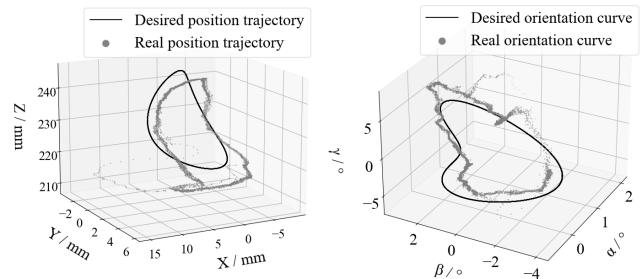 Desired position trajectory
Real position trajectory
Z / mm
240
230
220
210
−2
0
2
4
6
Y / mm
15
10
5
0
−5
X / mm
Desired orientation curve
Real orientation curve
5
0
−5
γ / °
2
0
−2
−4
β / °
2
1
0
α / °